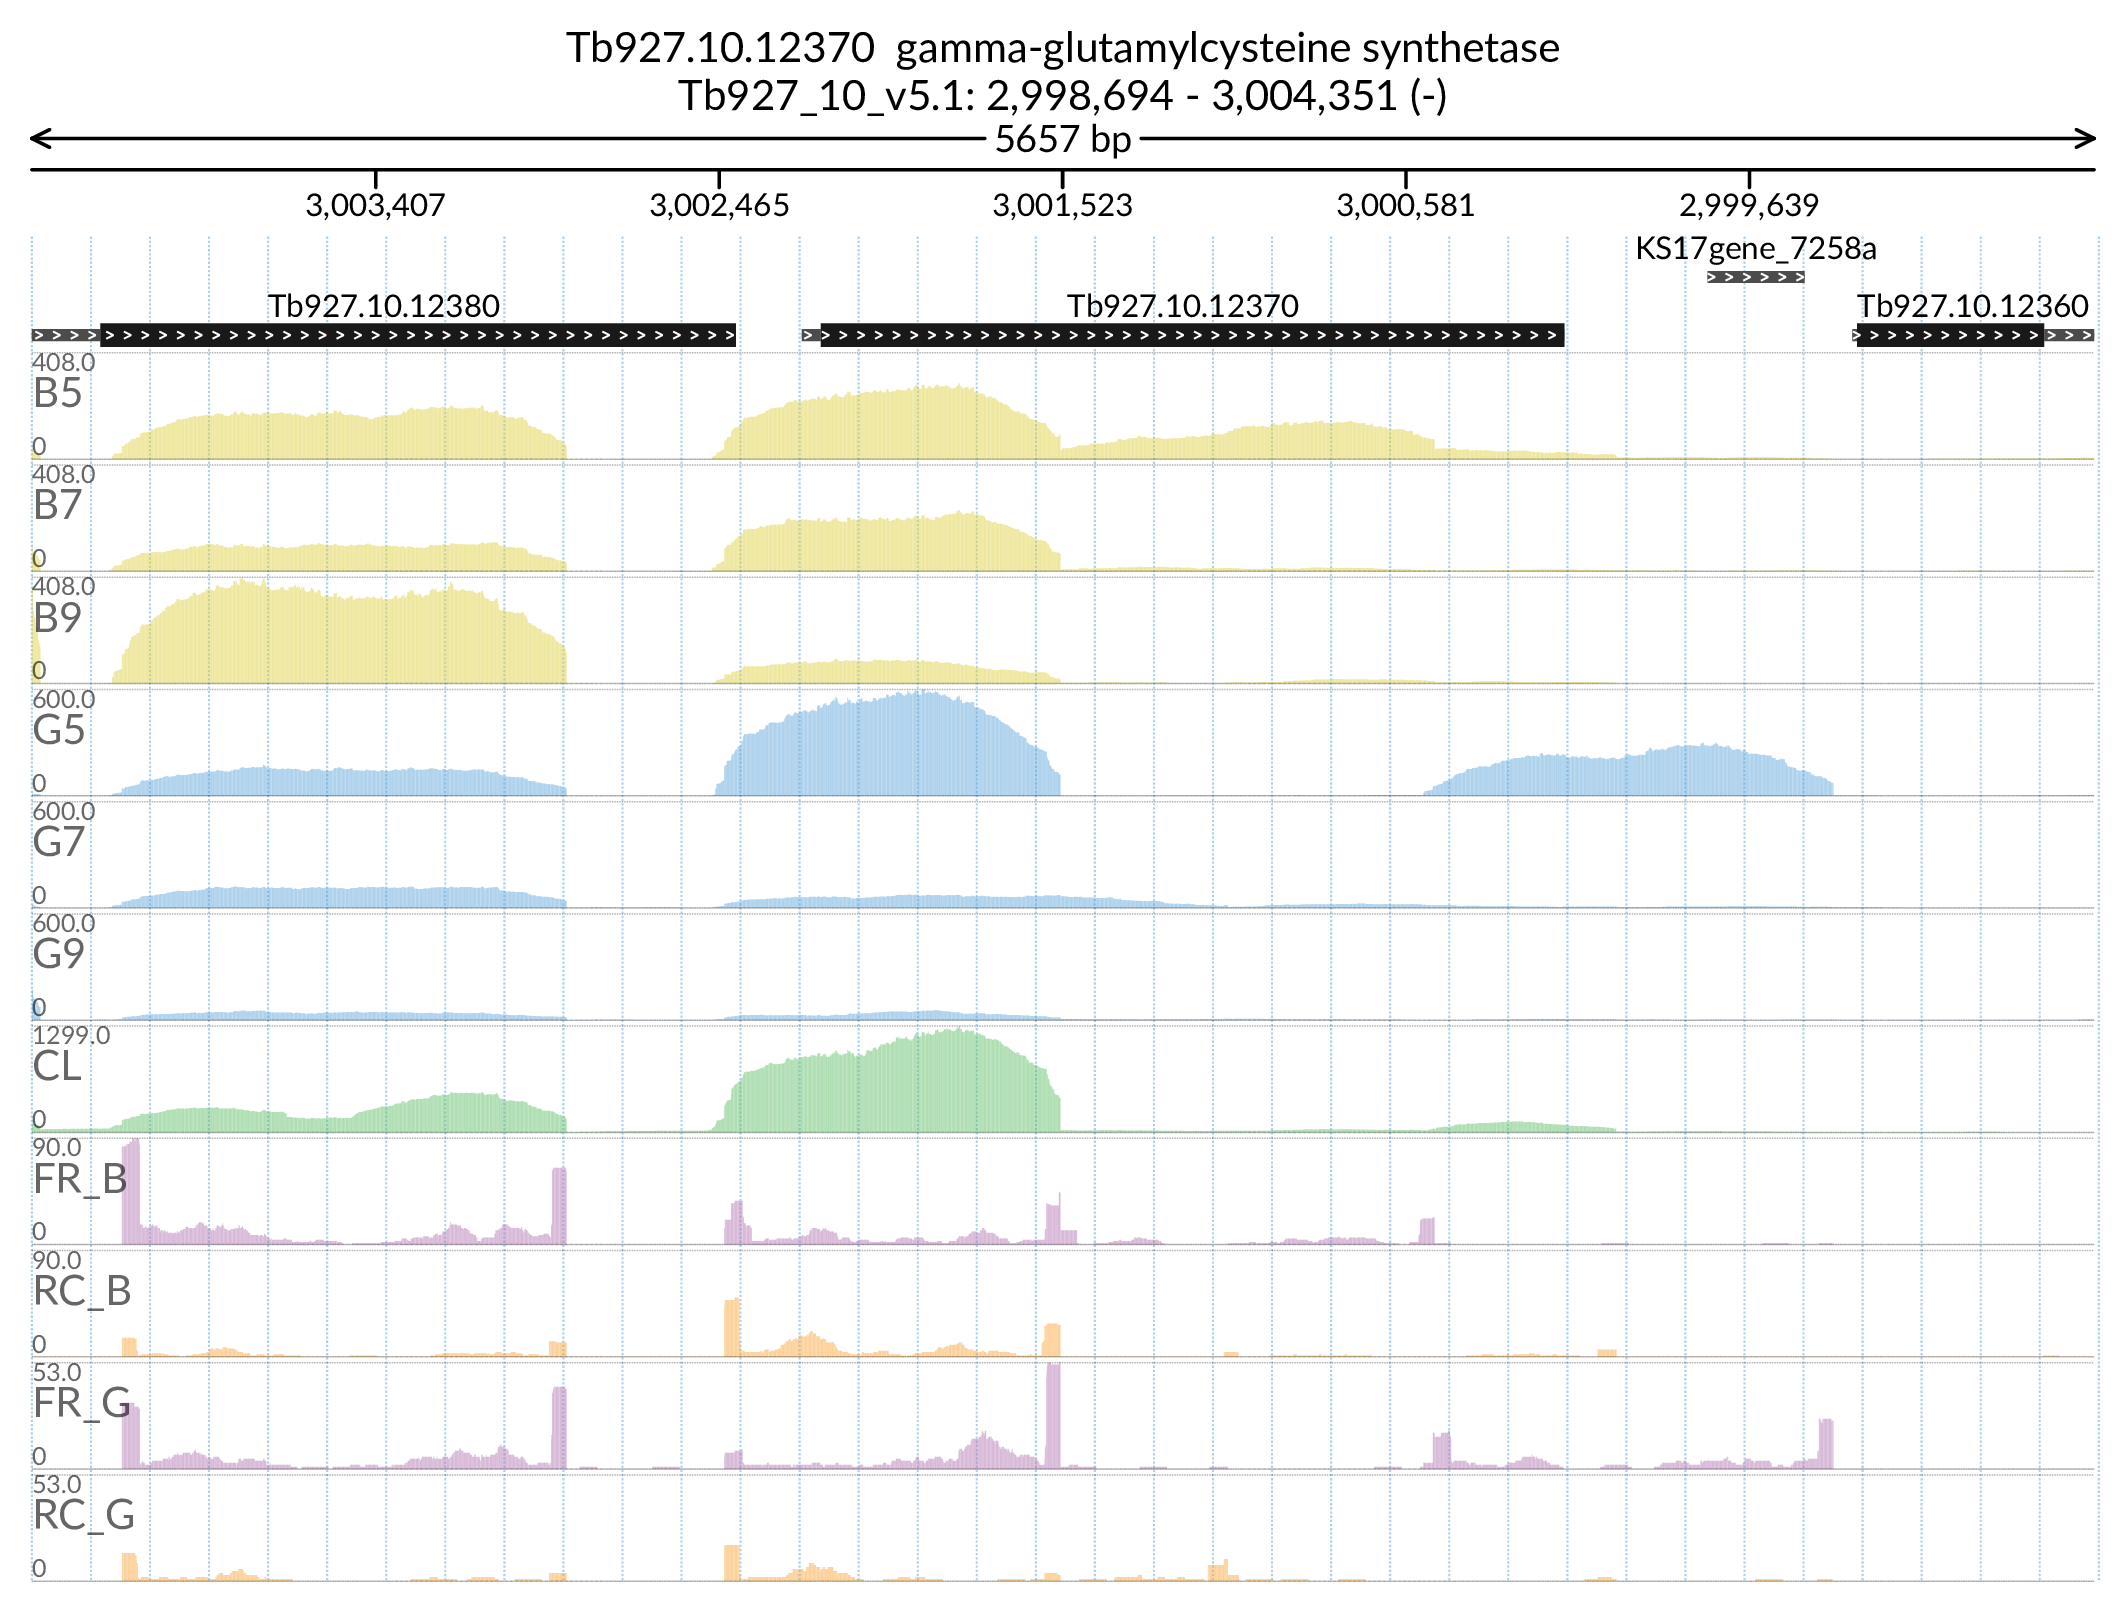 Tb927.10.12370  gamma-glutamylcysteine synthetase
Tb927_10_v5.1: 2,998,694 - 3,004,351 (-)
5657 bp
3,003,407 3,002,465 3,001,523 3,000,581 2,999,639
KS17gene_7258a
Tb927.10.12380 Tb927.10.12370 Tb927.10.12360
408.0
B5
0
408.0
B7
0
408.0
B9
0
600.0
G5
0
600.0
G7
0
600.0
G9
0
1299.0
CL
0
90.0
FR_B
0
90.0
RC_B
0
53.0
FR_G
0
53.0
RC_G
0